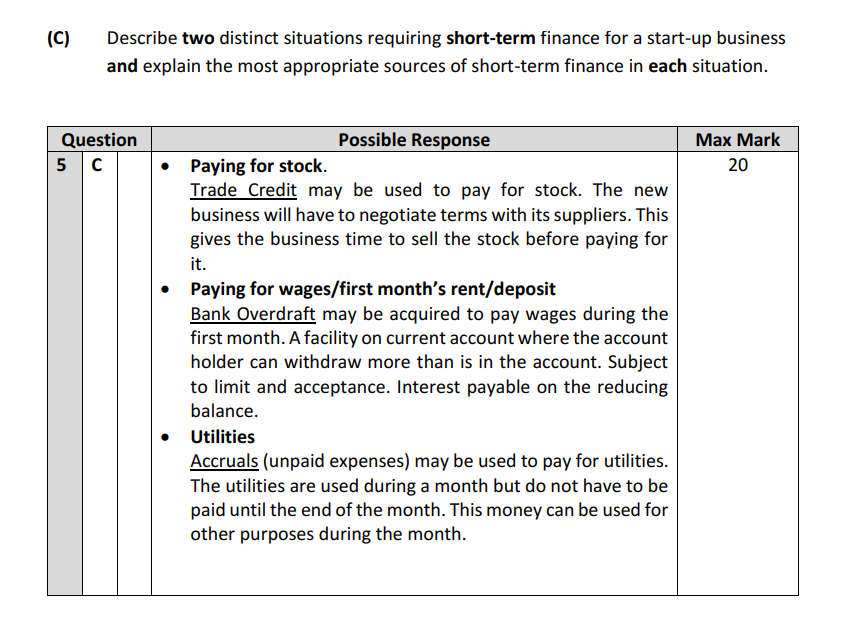 (C) Describe two distinct situations requiring short-term finance for a start-up business
and explain the most appropriate sources of short-term finance in each situation.
Question Possible Response Max Mark
5 C • Paying for stock. 20
Trade Credit may be used to pay for stock. The new
business will have to negotiate terms with its suppliers. This
gives the business time to sell the stock before paying for
it.
• Paying for wages/first month's rent/deposit
Bank Overdraft may be acquired to pay wages during the
first month. A facility on current account where the account
holder can withdraw more than is in the account. Subject
to limit and acceptance. Interest payable on the reducing
balance.
• Utilities
Accruals (unpaid expenses) may be used to pay for utilities.
The utilities are used during a month but do not have to be
paid until the end of the month. This money can be used for
other purposes during the month.